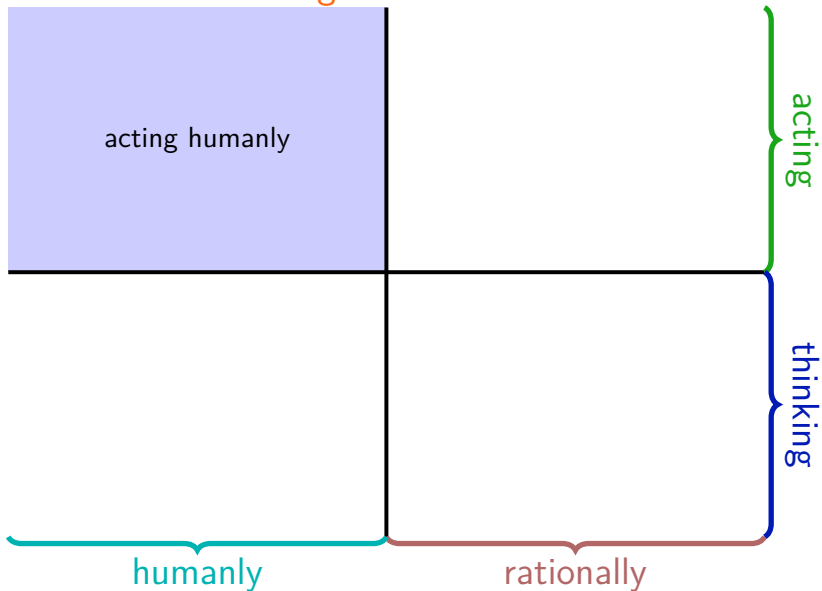 acting humanly
acting
thinking
humanly
rationally